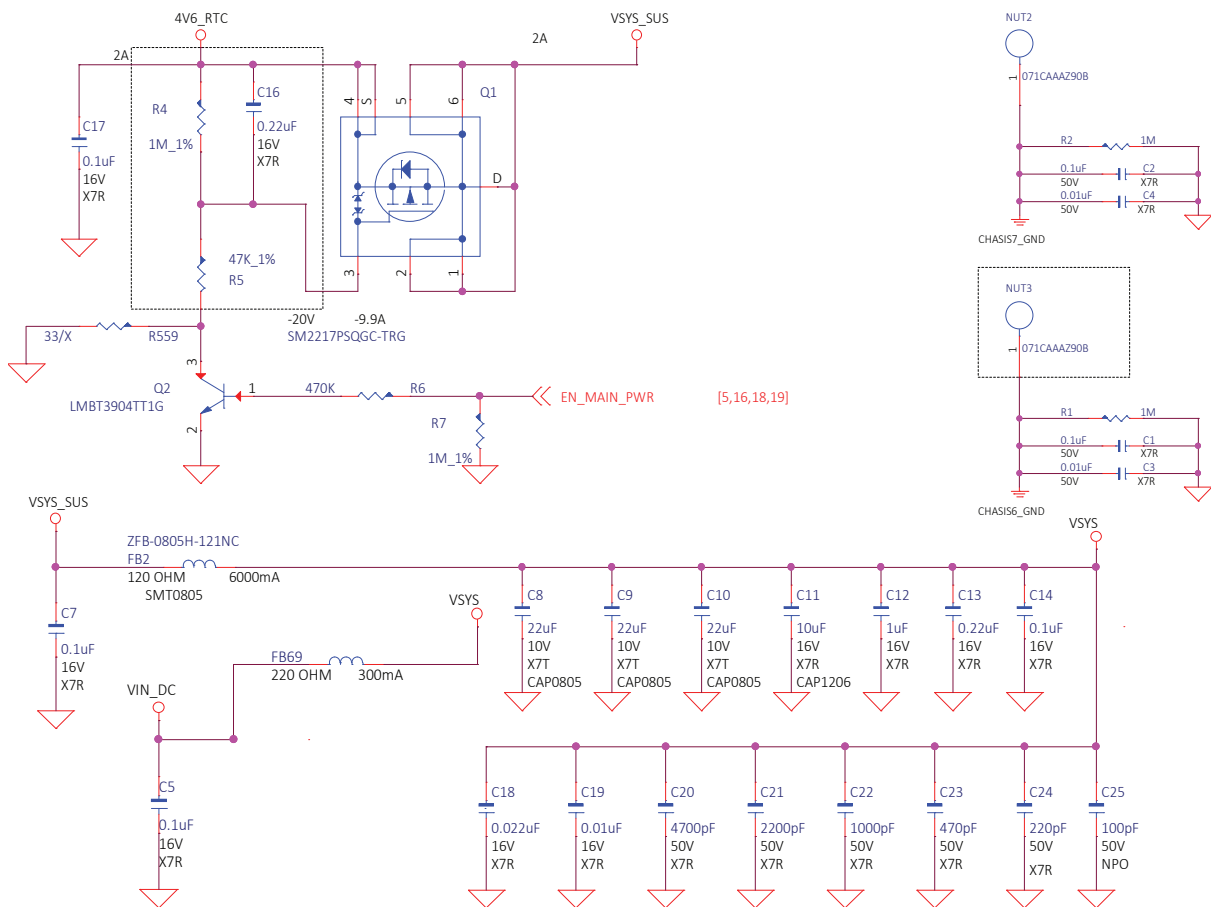 4V6_RTC
VSYS_SUS
2A
2A
R4
1M_1%
C16
0.22uF
16V
X7R
C17
0.1uF
16V
X7R
4
S
5
6
Q1
D
3
2
1
47K_1%
R5
-20V
-9.9A
SM2217PSQGC-TRG
33/X
R559
3
Q2
LMBT3904TT1G
1
2
470K
R6
EN_MAIN_PWR
[5,16,18,19]
R7
1M_1%
NUT2
1
071CAAAZ90B
R2
1M
0.1uF
C2
50V
X7R
0.01uF
C4
50V
X7R
CHASIS7_GND
NUT3
1
071CAAAZ90B
R1
1M
0.1uF
C1
50V
X7R
0.01uF
C3
50V
X7R
CHASIS6_GND
VSYS_SUS
ZFB-0805H-121NC
FB2
120 OHM
6000mA
SMT0805
VSYS
C7
0.1uF
16V
X7R
C8
22uF
10V
X7T
CAP0805
C9
22uF
10V
X7T
CAP0805
C10
22uF
10V
X7T
CAP0805
C11
10uF
16V
X7R
CAP1206
C12
1uF
16V
X7R
C13
0.22uF
16V
X7R
C14
0.1uF
16V
X7R
VSYS
FB69
220 OHM
300mA
VIN_DC
C5
0.1uF
16V
X7R
C18
0.022uF
16V
X7R
C19
0.01uF
16V
X7R
C20
4700pF
50V
X7R
C21
2200pF
50V
X7R
C22
1000pF
50V
X7R
C23
470pF
50V
X7R
C24
220pF
50V
X7R
C25
100pF
50V
NPO